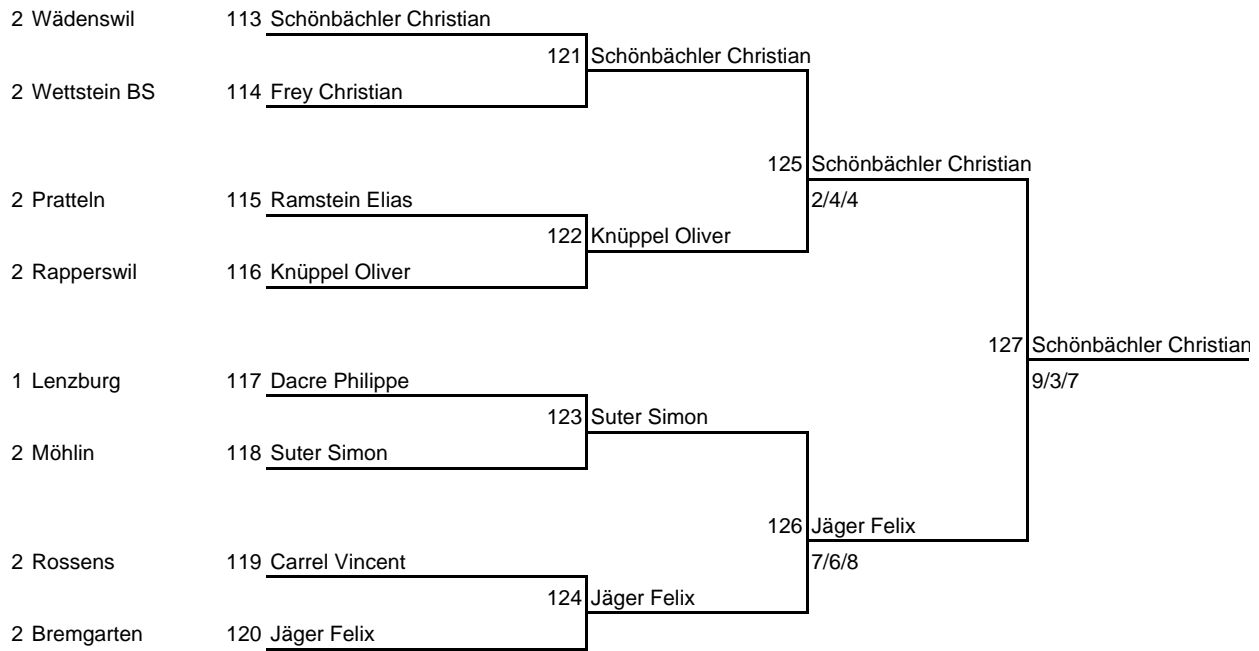 2 Wädenswil 113 Schönbächler Christian
121 Schönbächler Christian
2 Wettstein BS 114 Frey Christian
125 Schönbächler Christian
2 Pratteln 115 Ramstein Elias 2/4/4
122 Knüppel Oliver
2 Rapperswil 116 Knüppel Oliver
127 Schönbächler Christian
1 Lenzburg 117 Dacre Philippe 9/3/7
123 Suter Simon
2 Möhlin 118 Suter Simon
126 Jäger Felix
2 Rossens 119 Carrel Vincent 7/6/8
124 Jäger Felix
2 Bremgarten 120 Jäger Felix